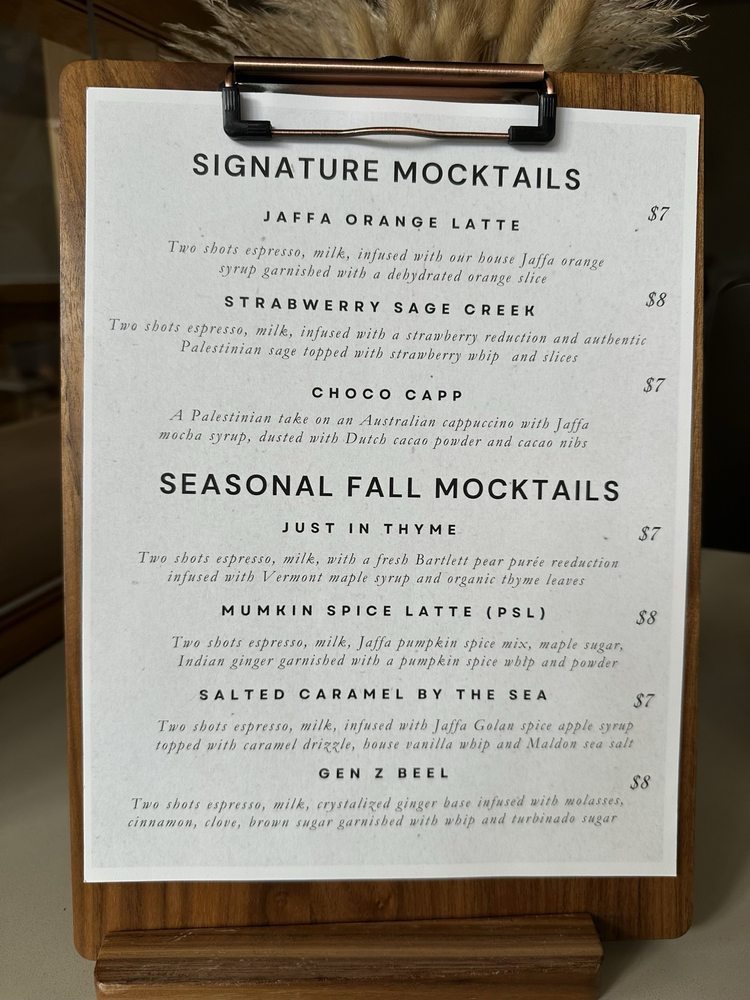 SIGNATURE MOCKTAILS
JAFFA ORANGE LATTE
$7
Two shots espresso, milk, infused with our house Jaffa orange
syrup garnished with a dehydrated orange slice
STRABWERRY SAGE CREEK
$8
Two shots espresso, milk, infused with a strawberry reduction and authentic
Palestinian sage topped with strawberry whip and slices
CHOCO CAPP
$7
A Palestinian take on an Australian cappuccino with Jaffa
mocha syrup, dusted with Dutch cacao powder and cacao nibs
SEASONAL FALL MOCKTAILS
JUST IN THYME
$7
Two shots espresso, milk, with a fresh Bartlett pear purée reeduction
infused with Vermont maple syrup and organic thyme leaves
MUMKIN SPICE LATTE (PSL)
$8
Two shots espresso, milk, Jaffa pumpkin spice mix, maple sugar,
Indian ginger garnished with a pumpkin spice whip and powder
SALTED CARAMEL BY THE SEA
$7
Two shots espresso, milk, infused with Jaffa Golan spice apple syrup
topped with caramel drizzle, house vanilla whip and Maldon sea salt
GEN Z BEEL
$8
Two shots espresso, milk, crystalized ginger base infused with molasses,
cinnamon, clove, brown sugar garnished with whip and turbinado sugar